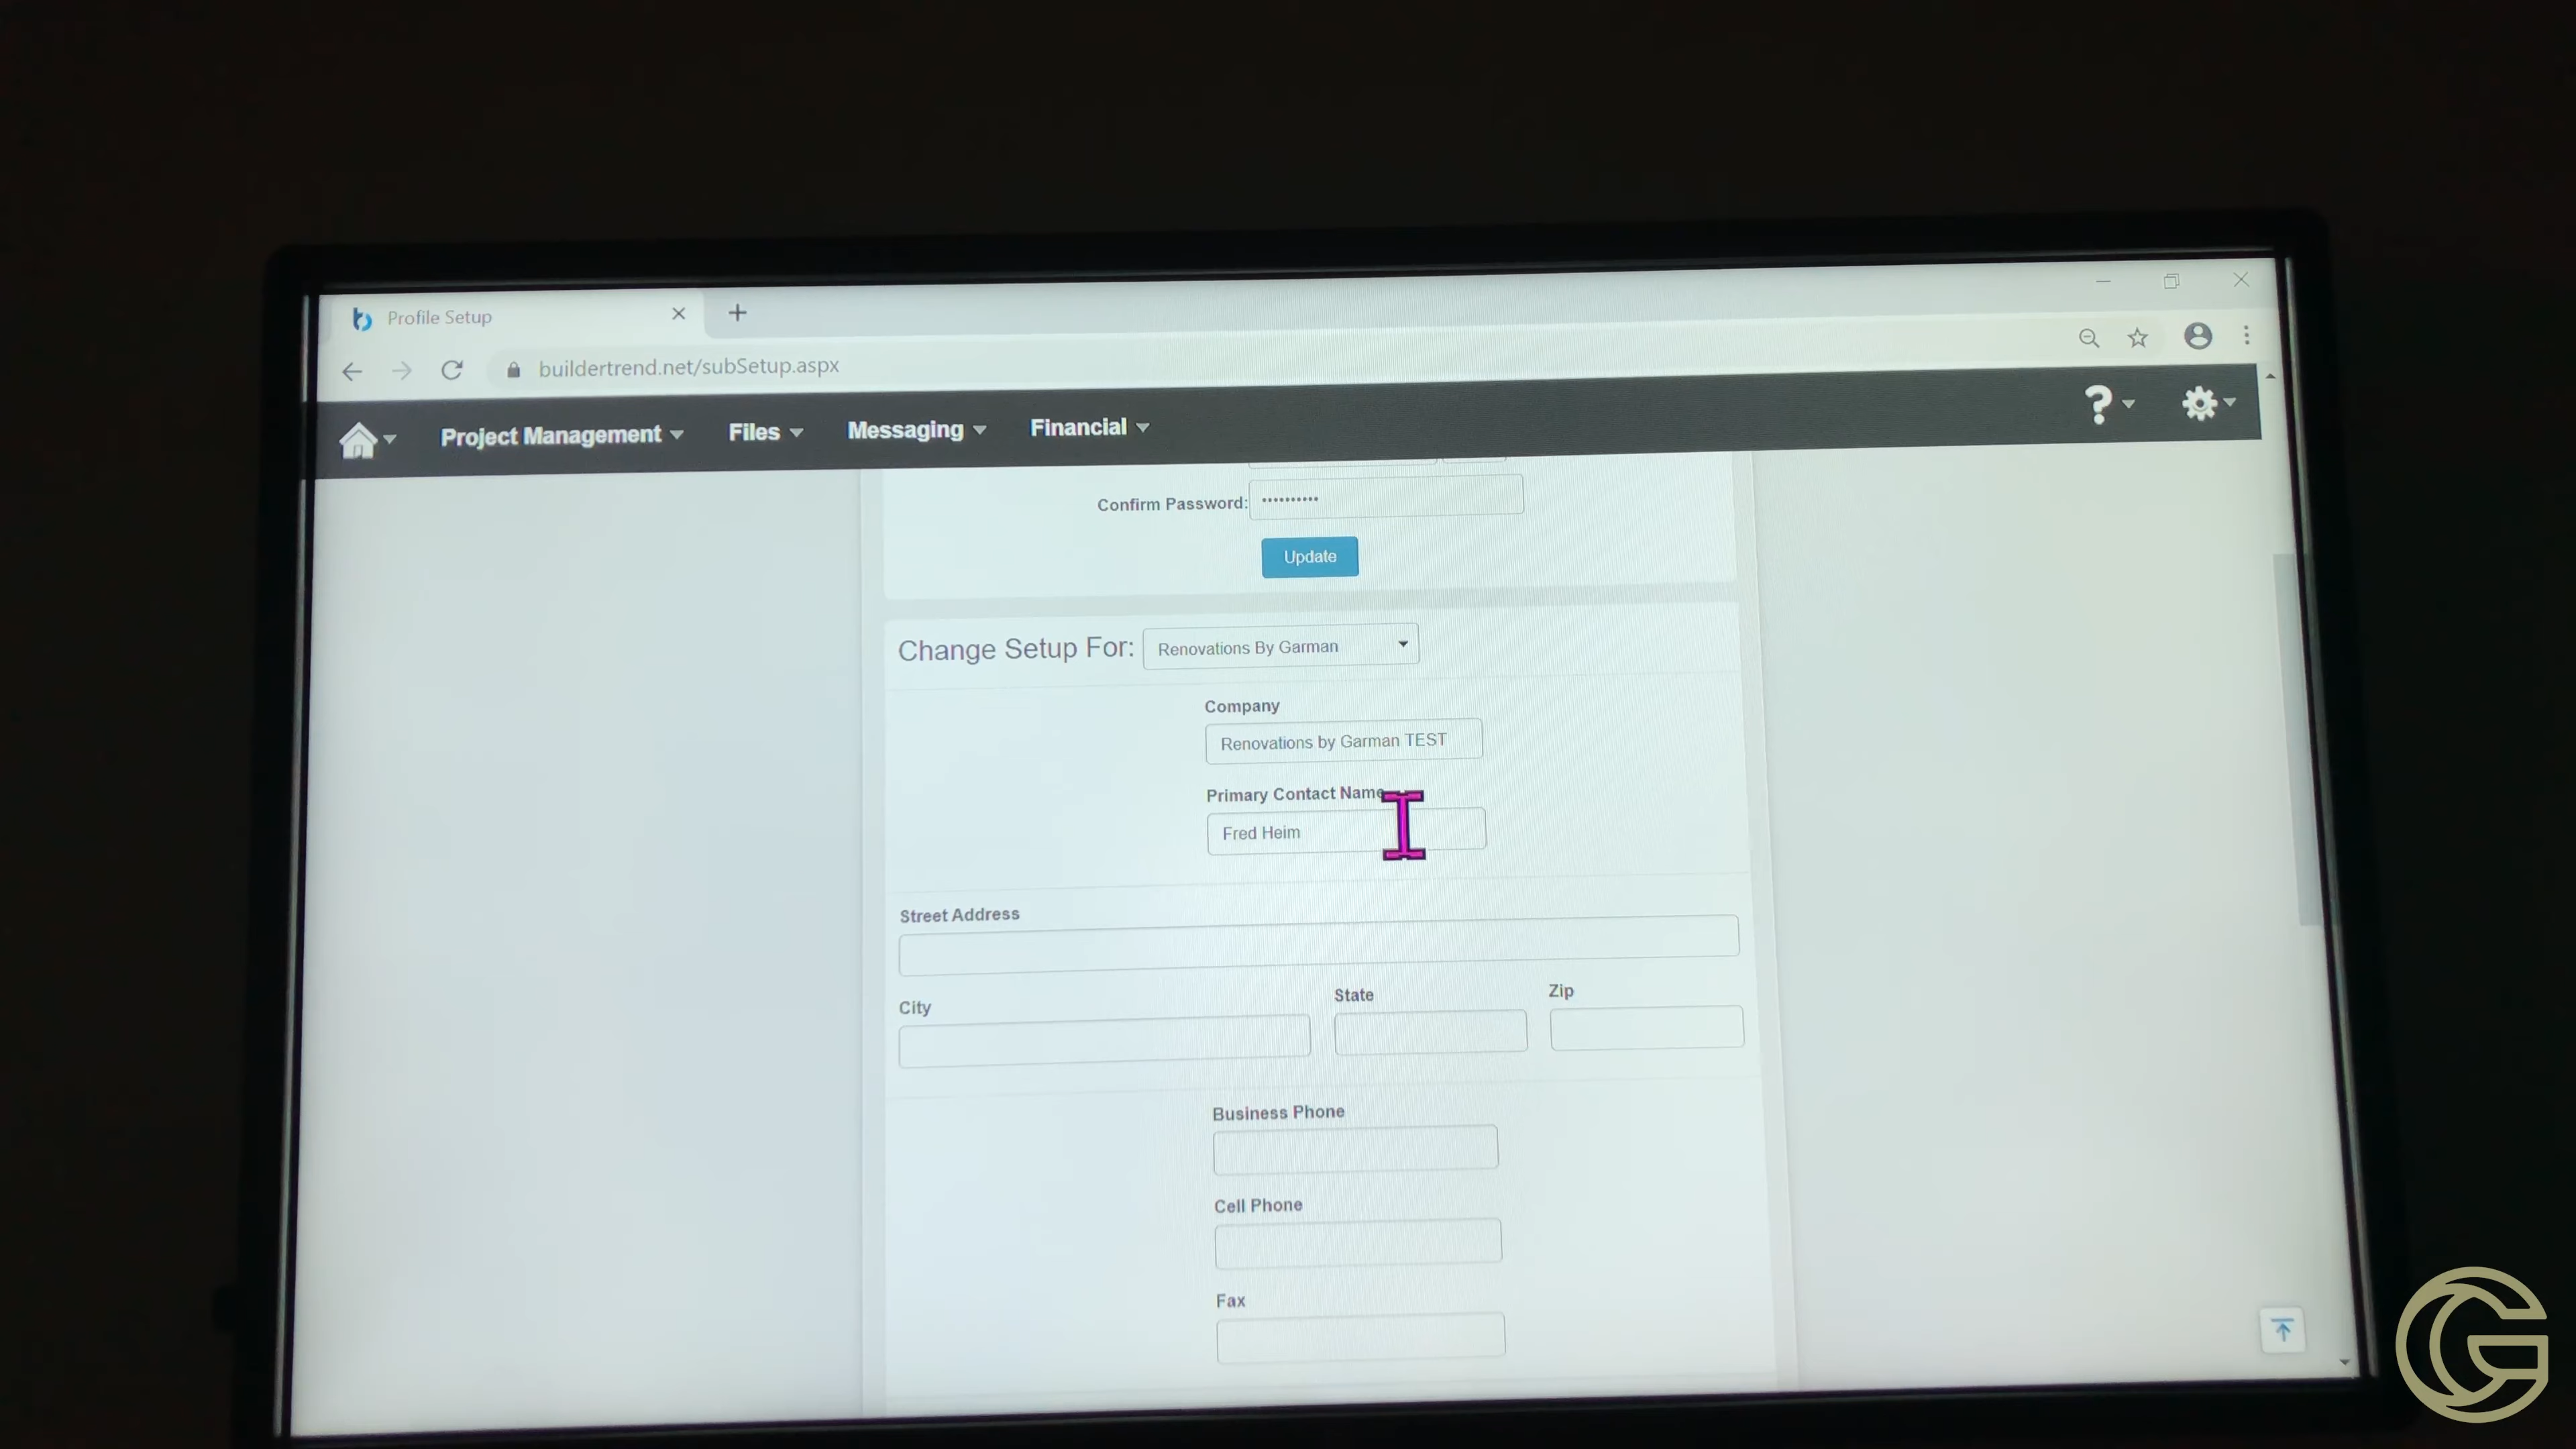 Profile Setup
buildertrend.net/subSetup.aspx
Project Management Files Messaging Financial
Confirm Password: ••••••••••
Update
Change Setup For: Renovations By Garman
Company
Renovations by Garman TEST
Primary Contact Name
Fred Heim
Street Address
City State Zip
Business Phone
Cell Phone
Fax